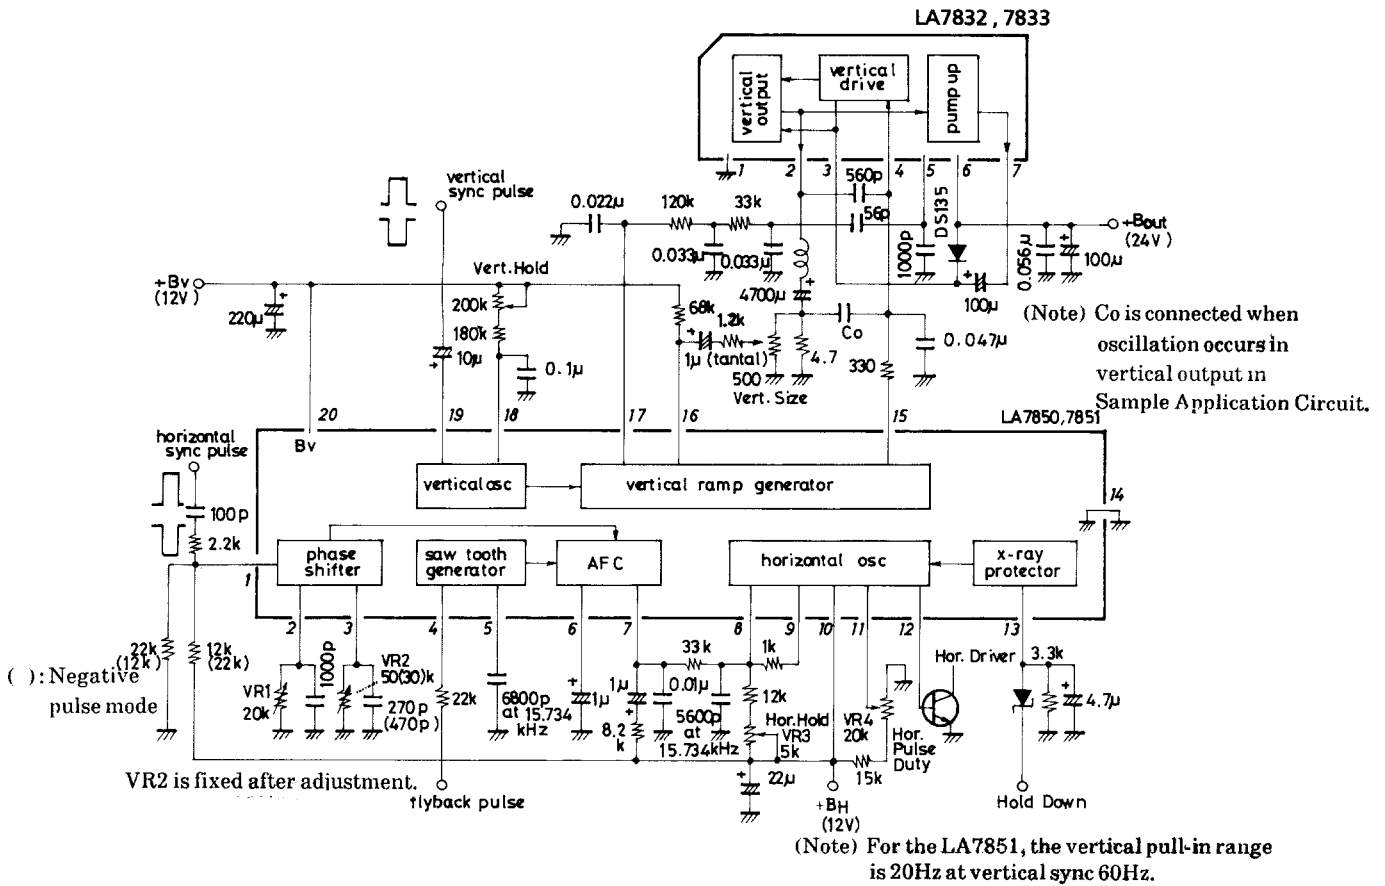 LA7832, 7833
vertical output
vertical drive
pump up
1 2 3 4 5 6 7
vertical sync pulse
0.022μ
120k
33k
560p
56p
DS135
+Bout
(24V)
0.033μ
0.033μ
1000p
0.056μ
100μ
Vert.Hold
+Bv
(12V)
200k
220μ
180k
10μ
0.1μ
68k
1.2k
1μ (tantal)
4700μ
Co
100μ
4.7
500
Vert. Size
330
0.047μ
(Note) Co is connected when
oscillation occurs in
vertical output in
Sample Application Circuit.
20 19 18 17 16 15
LA7850,7851
Bv
horizontal sync pulse
100p
2.2k
vertical osc
vertical ramp generator
14
phase shifter
saw tooth generator
AFC
horizontal osc
x-ray protector
1
2 3 4 5 6 7 8 9 10 11 12 13
22k
(12k)
12k
(22k)
( ): Negative
pulse mode
VR1
20k
1000p
VR2
50(30)k
270p
(470p)
22k
6800p
at 15.734
kHz
1μ
1μ
8.2
k
33k
0.01μ
5600p
at
15.734kHz
1k
12k
Hor.Hold
VR3
5k
22μ
VR4
20k
15k
Hor.
Pulse
Duty
Hor. Driver
3.3k
4.7μ
VR2 is fixed after adjustment.
flyback pulse
+BH
(12V)
Hold Down
(Note) For the LA7851, the vertical pull-in range
is 20Hz at vertical sync 60Hz.